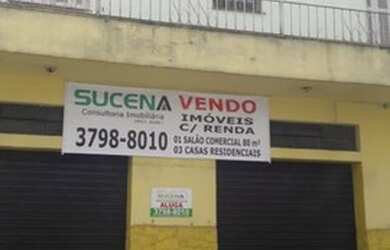 SUCENA VENDO
Consultoria Imobiliária
IMÓVEIS
C/ RENDA
3798-8010
01 SALÃO COMERCIAL 80 m²
03 CASAS RESIDENCIAIS
SUCENA
ALUGA
3798-8010